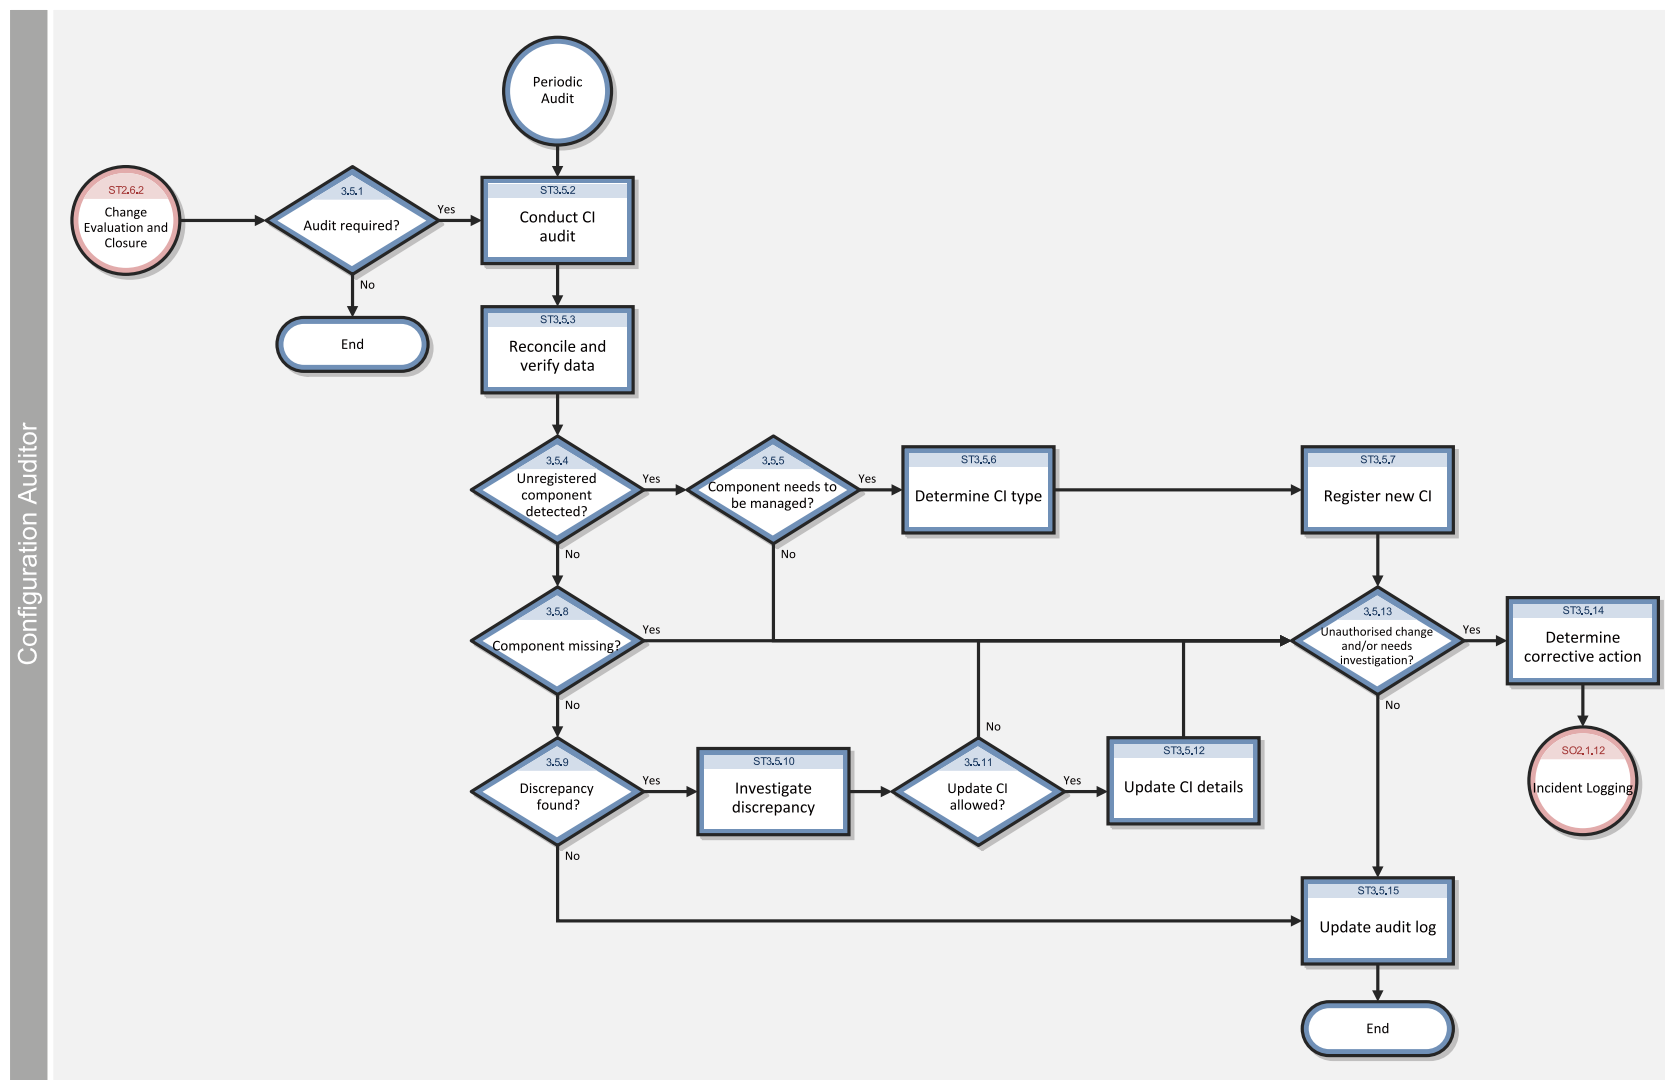 Configuration Auditor
Periodic
Audit
ST2.6.2
Change
Evaluation and
Closure
3.5.1
Audit required?
Yes
No
End
ST3.5.2
Conduct CI
audit
ST3.5.3
Reconcile and
verify data
3.5.4
Unregistered
component
detected?
Yes
No
3.5.5
Component needs to
be managed?
Yes
No
ST3.5.6
Determine CI type
ST3.5.7
Register new CI
3.5.8
Component missing?
Yes
No
3.5.13
Unauthorised change
and/or needs
investigation?
Yes
No
ST3.5.14
Determine
corrective action
3.5.9
Discrepancy
found?
Yes
No
ST3.5.10
Investigate
discrepancy
3.5.11
Update CI
allowed?
No
Yes
ST3.5.12
Update CI details
SO2.1.12
Incident Logging
ST3.5.15
Update audit log
End